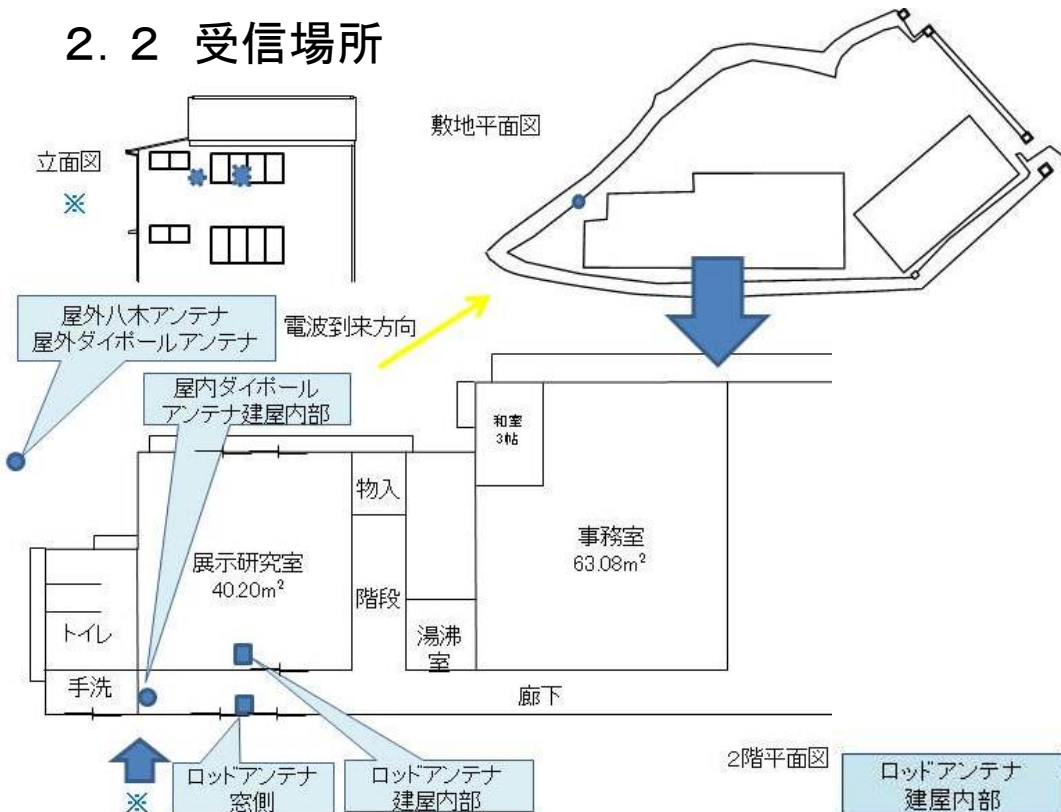 ２．２ 受信場所
敷地平面図
立面図
※
屋外八木アンテナ
屋外ダイポールアンテナ
電波到来方向
屋内ダイポール
アンテナ建屋内部
和室
3帖
物入
展示研究室
40.20m²
事務室
63.08m²
階段
トイレ
湯沸
室
手洗
廊下
2階平面図
※
ロッドアンテナ
窓側
ロッドアンテナ
建屋内部
ロッドアンテナ
建屋内部